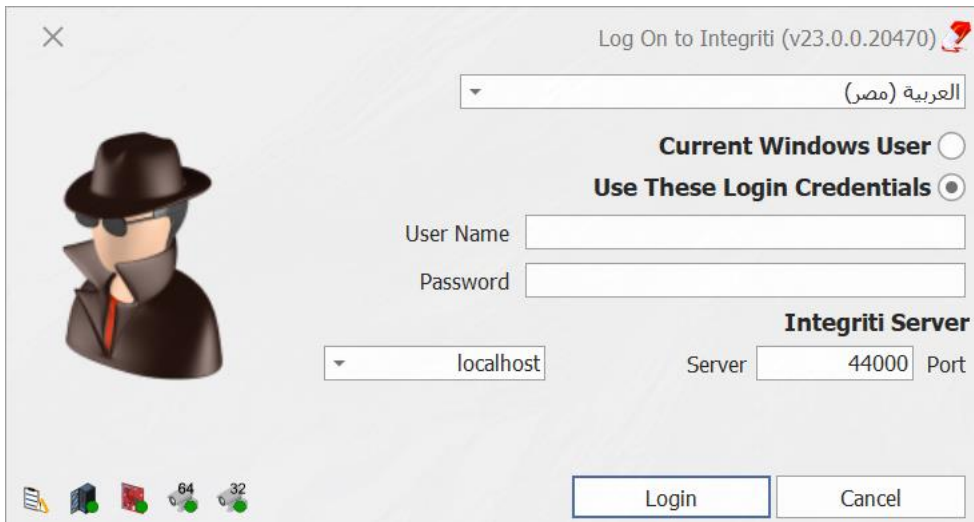 Log On to Integriti (v23.0.0.20470)
العربية (مصر)
Current Windows User
Use These Login Credentials
User Name
Password
Integriti Server
localhost Server 44000 Port
64 32
Login Cancel